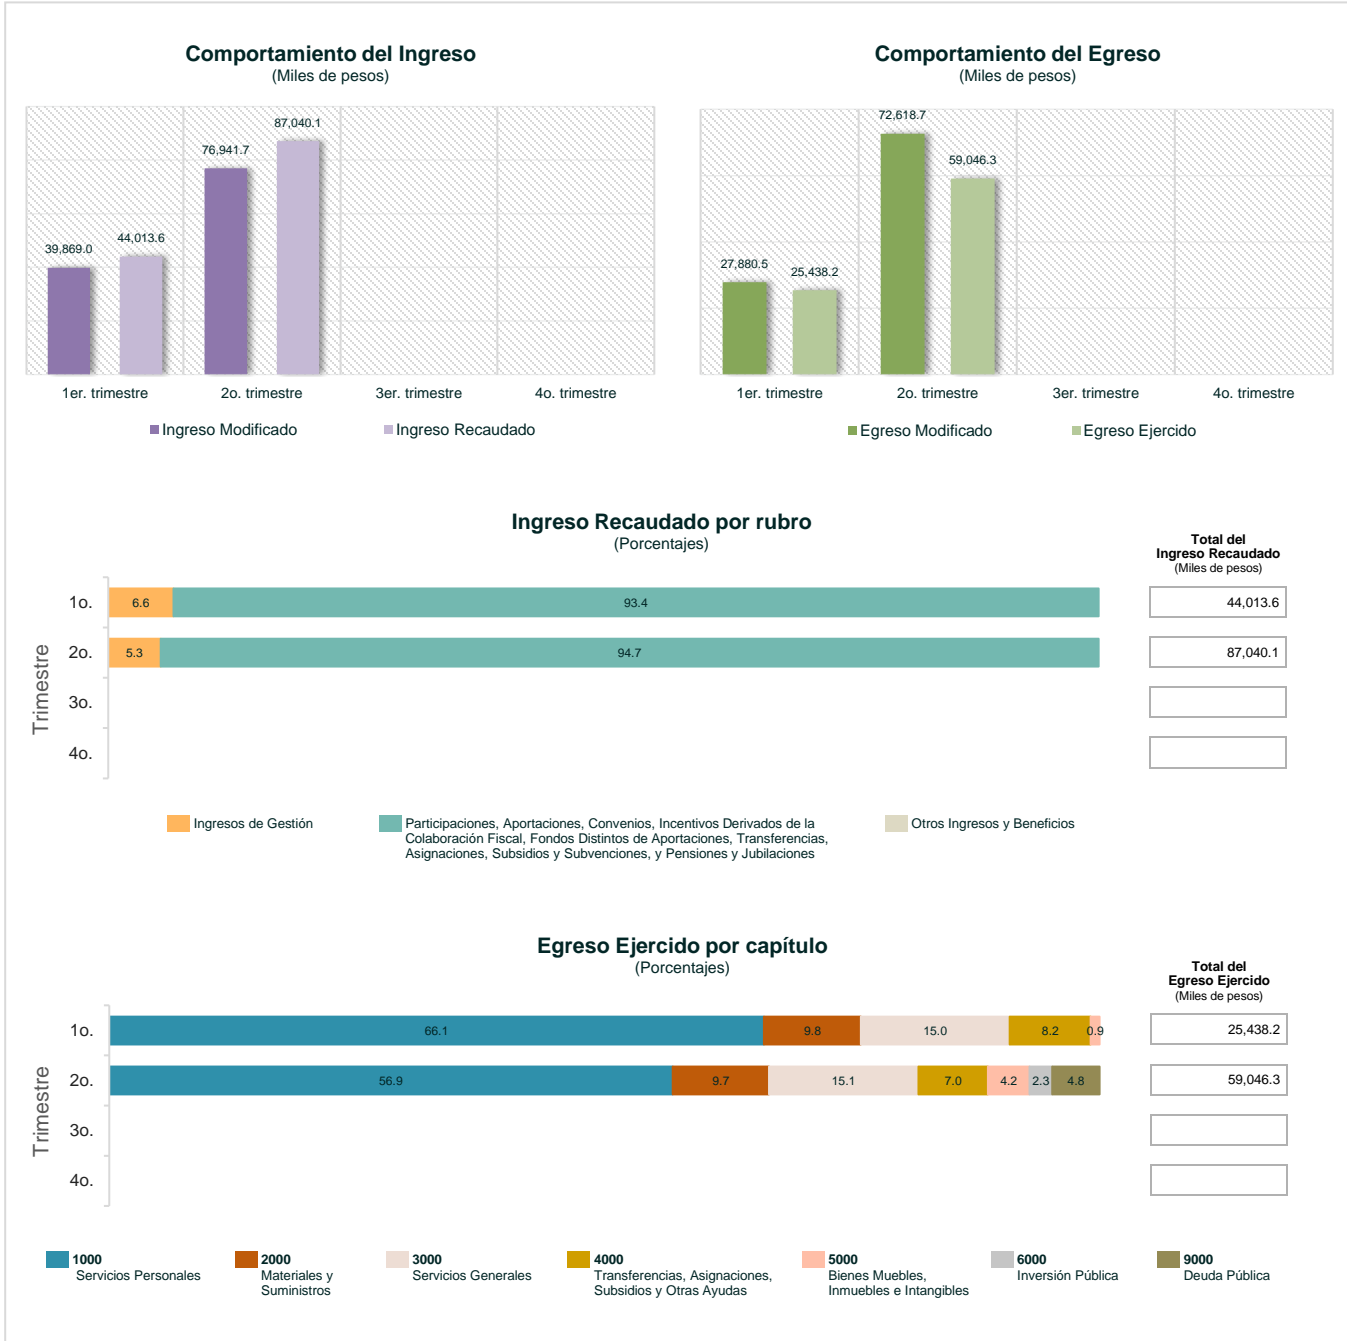 Comportamiento del Ingreso
(Miles de pesos)
87,040.1
76,941.7
44,013.6
39,869.0
1er. trimestre 2o. trimestre 3er. trimestre 4o. trimestre
Ingreso Modificado Ingreso Recaudado
Comportamiento del Egreso
(Miles de pesos)
72,618.7
59,046.3
27,880.5
25,438.2
1er. trimestre 2o. trimestre 3er. trimestre 4o. trimestre
Egreso Modificado Egreso Ejercido
Ingreso Recaudado por rubro
(Porcentajes)
Total del
Ingreso Recaudado
(Miles de pesos)
Trimestre
1o. 6.6 93.4 44,013.6
2o. 5.3 94.7 87,040.1
3o.
4o.
Ingresos de Gestión
Participaciones, Aportaciones, Convenios, Incentivos Derivados de la
Colaboración Fiscal, Fondos Distintos de Aportaciones, Transferencias,
Asignaciones, Subsidios y Subvenciones, y Pensiones y Jubilaciones
Otros Ingresos y Beneficios
Egreso Ejercido por capítulo
(Porcentajes)
Total del
Egreso Ejercido
(Miles de pesos)
Trimestre
1o. 66.1 9.8 15.0 8.2 0.9 25,438.2
2o. 56.9 9.7 15.1 7.0 4.2 2.3 4.8 59,046.3
3o.
4o.
1000
Servicios Personales
2000
Materiales y
Suministros
3000
Servicios Generales
4000
Transferencias, Asignaciones,
Subsidios y Otras Ayudas
5000
Bienes Muebles,
Inmuebles e Intangibles
6000
Inversión Pública
9000
Deuda Pública